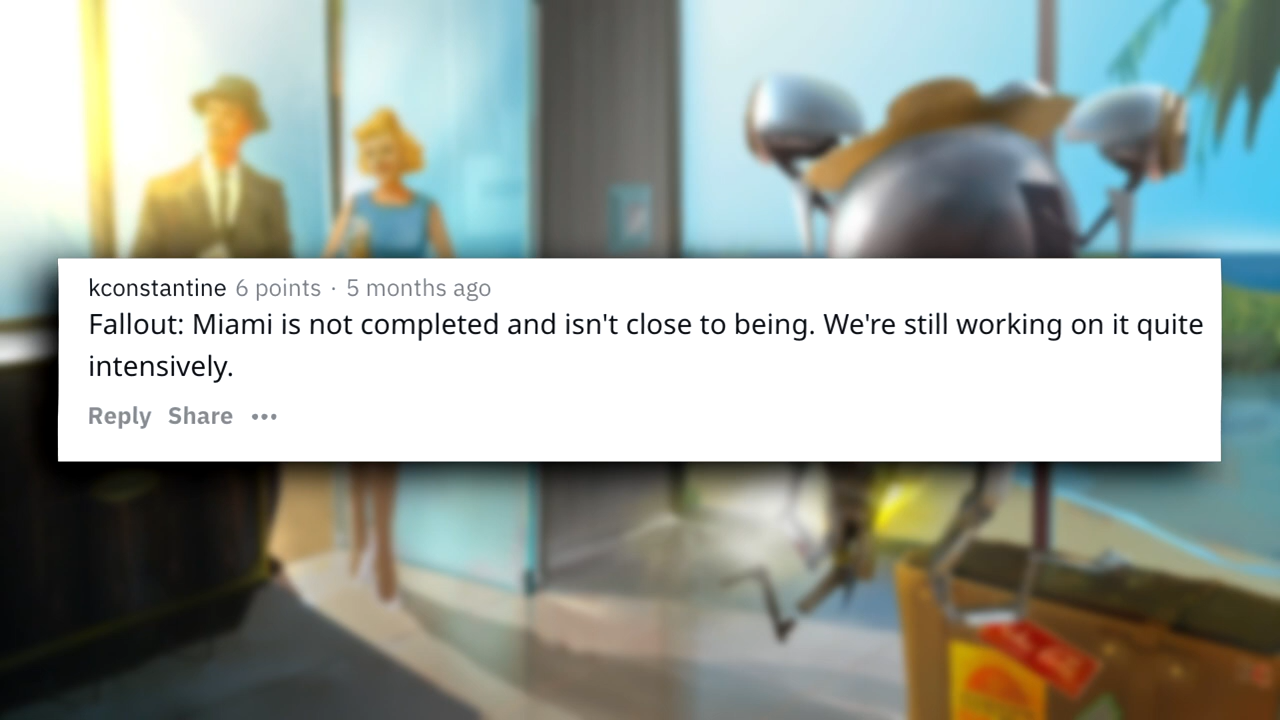 kconstantine 6 points · 5 months ago
Fallout: Miami is not completed and isn't close to being. We're still working on it quite
intensively.
Reply Share •••